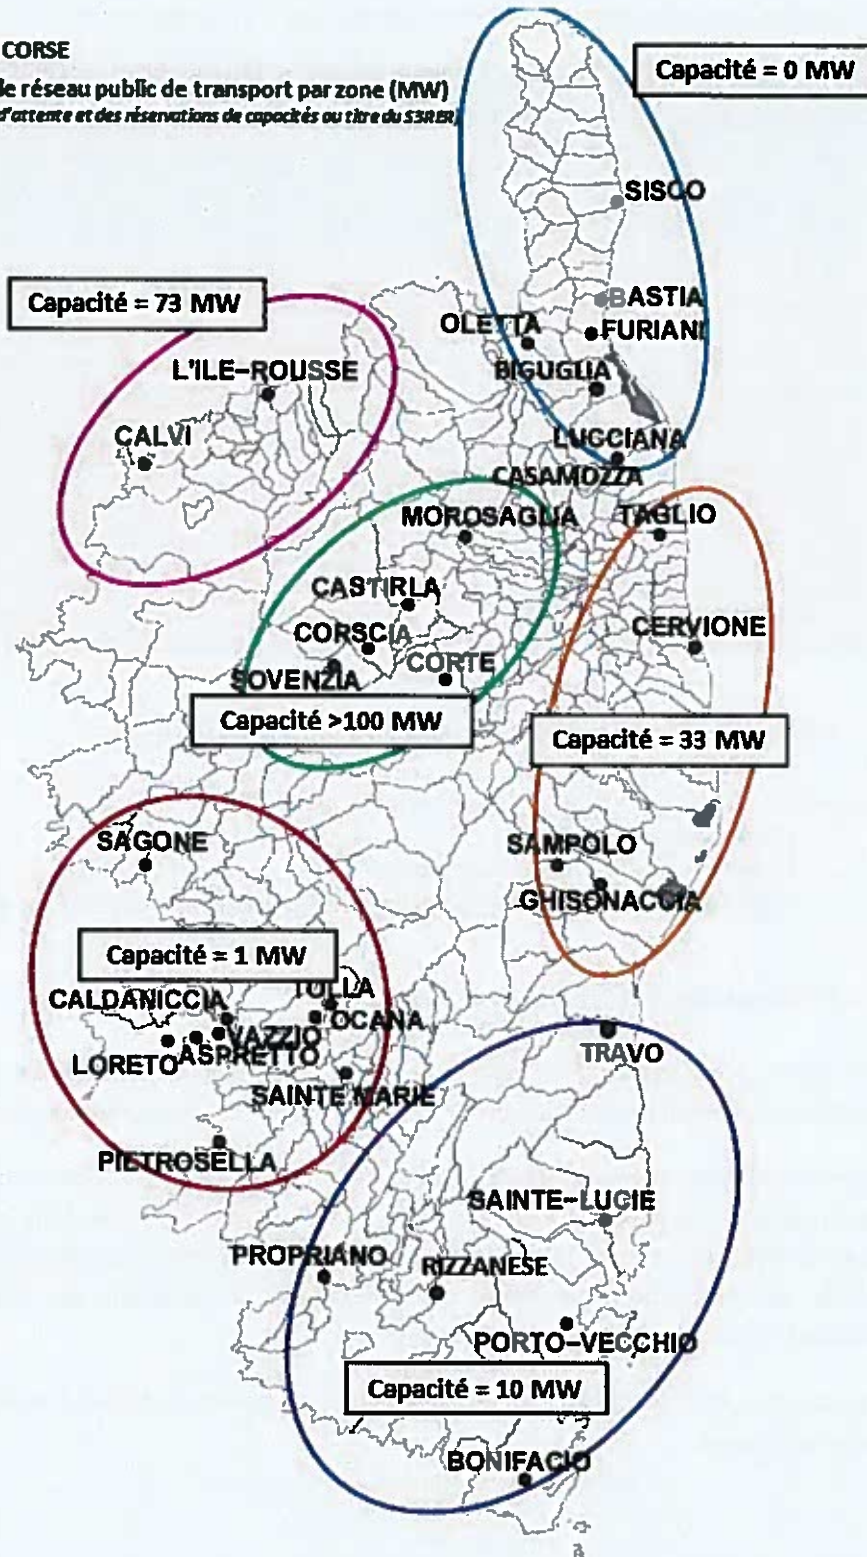 CORSE
le réseau public de transport par zone (MW)
d'attente et des réservations de capacités au titre du S3RER)
Capacité = 0 MW
SISCO
BASTIA
Capacité = 73 MW
OLETTA
FURIANI
L'ILE-ROUSSE
BIGUGLIA
CALVI
LUCCIANA
CASAMOZZA
MOROSAGLIA
TAGLIO
CASTIRLA
CORSCIA
CERVIONE
CORTE
SOVENZIA
Capacité >100 MW
Capacité = 33 MW
SAGONE
SAMPOLO
GHISONACCIA
Capacité = 1 MW
TOLLA
CALDANICCIA
OCANA
VAZZIO
LORETO
ASPRETTO
TRAVO
SAINTE MARIE
PIETROSELLA
SAINTE-LUCIE
PROPRIANO
RIZZANESE
PORTO-VECCHIO
Capacité = 10 MW
BONIFACIO